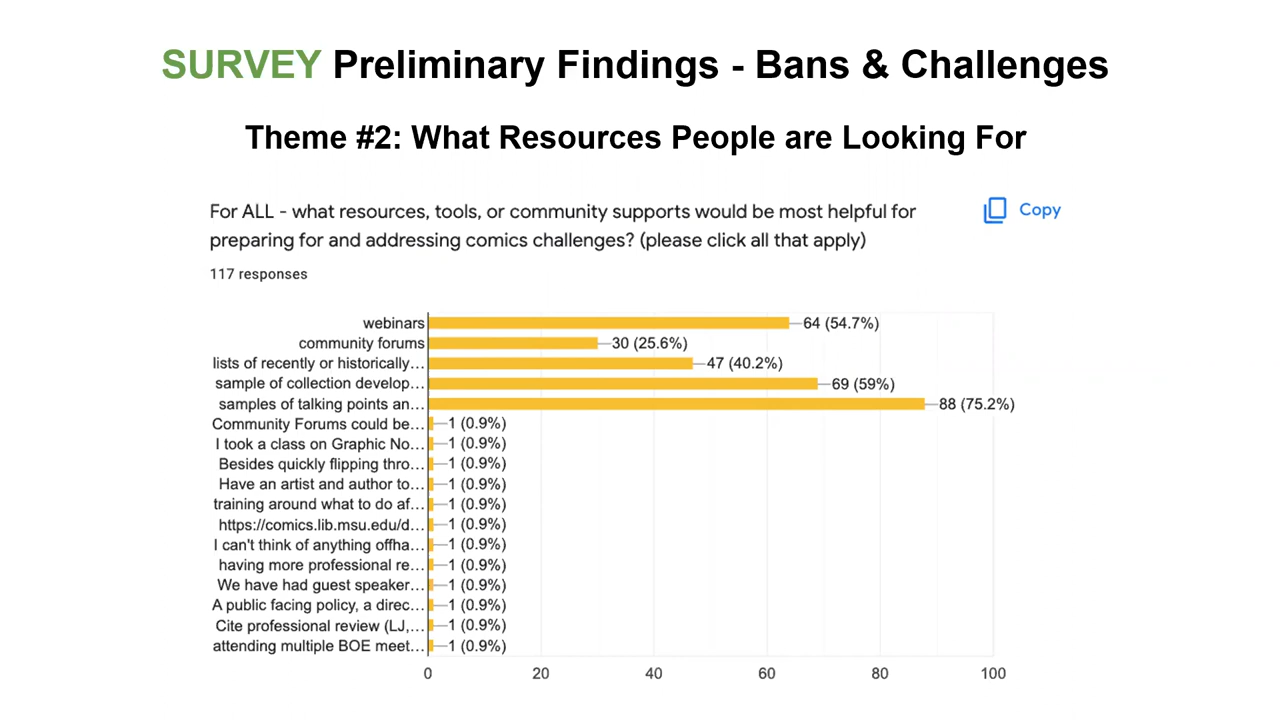 SURVEY Preliminary Findings - Bans & Challenges
Theme #2: What Resources People are Looking For
For ALL - what resources, tools, or community supports would be most helpful for
preparing for and addressing comics challenges? (please click all that apply)
Copy
117 responses
webinars 64 (54.7%)
community forums 30 (25.6%)
lists of recently or historically... 47 (40.2%)
sample of collection develop... 69 (59%)
samples of talking points an... 88 (75.2%)
Community Forums could be... 1 (0.9%)
I took a class on Graphic No... 1 (0.9%)
Besides quickly flipping thro... 1 (0.9%)
Have an artist and author to... 1 (0.9%)
training around what to do af... 1 (0.9%)
https://comics.lib.msu.edu/d... 1 (0.9%)
I can't think of anything offha... 1 (0.9%)
having more professional re... 1 (0.9%)
We have had guest speaker... 1 (0.9%)
A public facing policy, a direc... 1 (0.9%)
Cite professional review (LJ,... 1 (0.9%)
attending multiple BOE meet... 1 (0.9%)
0 20 40 60 80 100